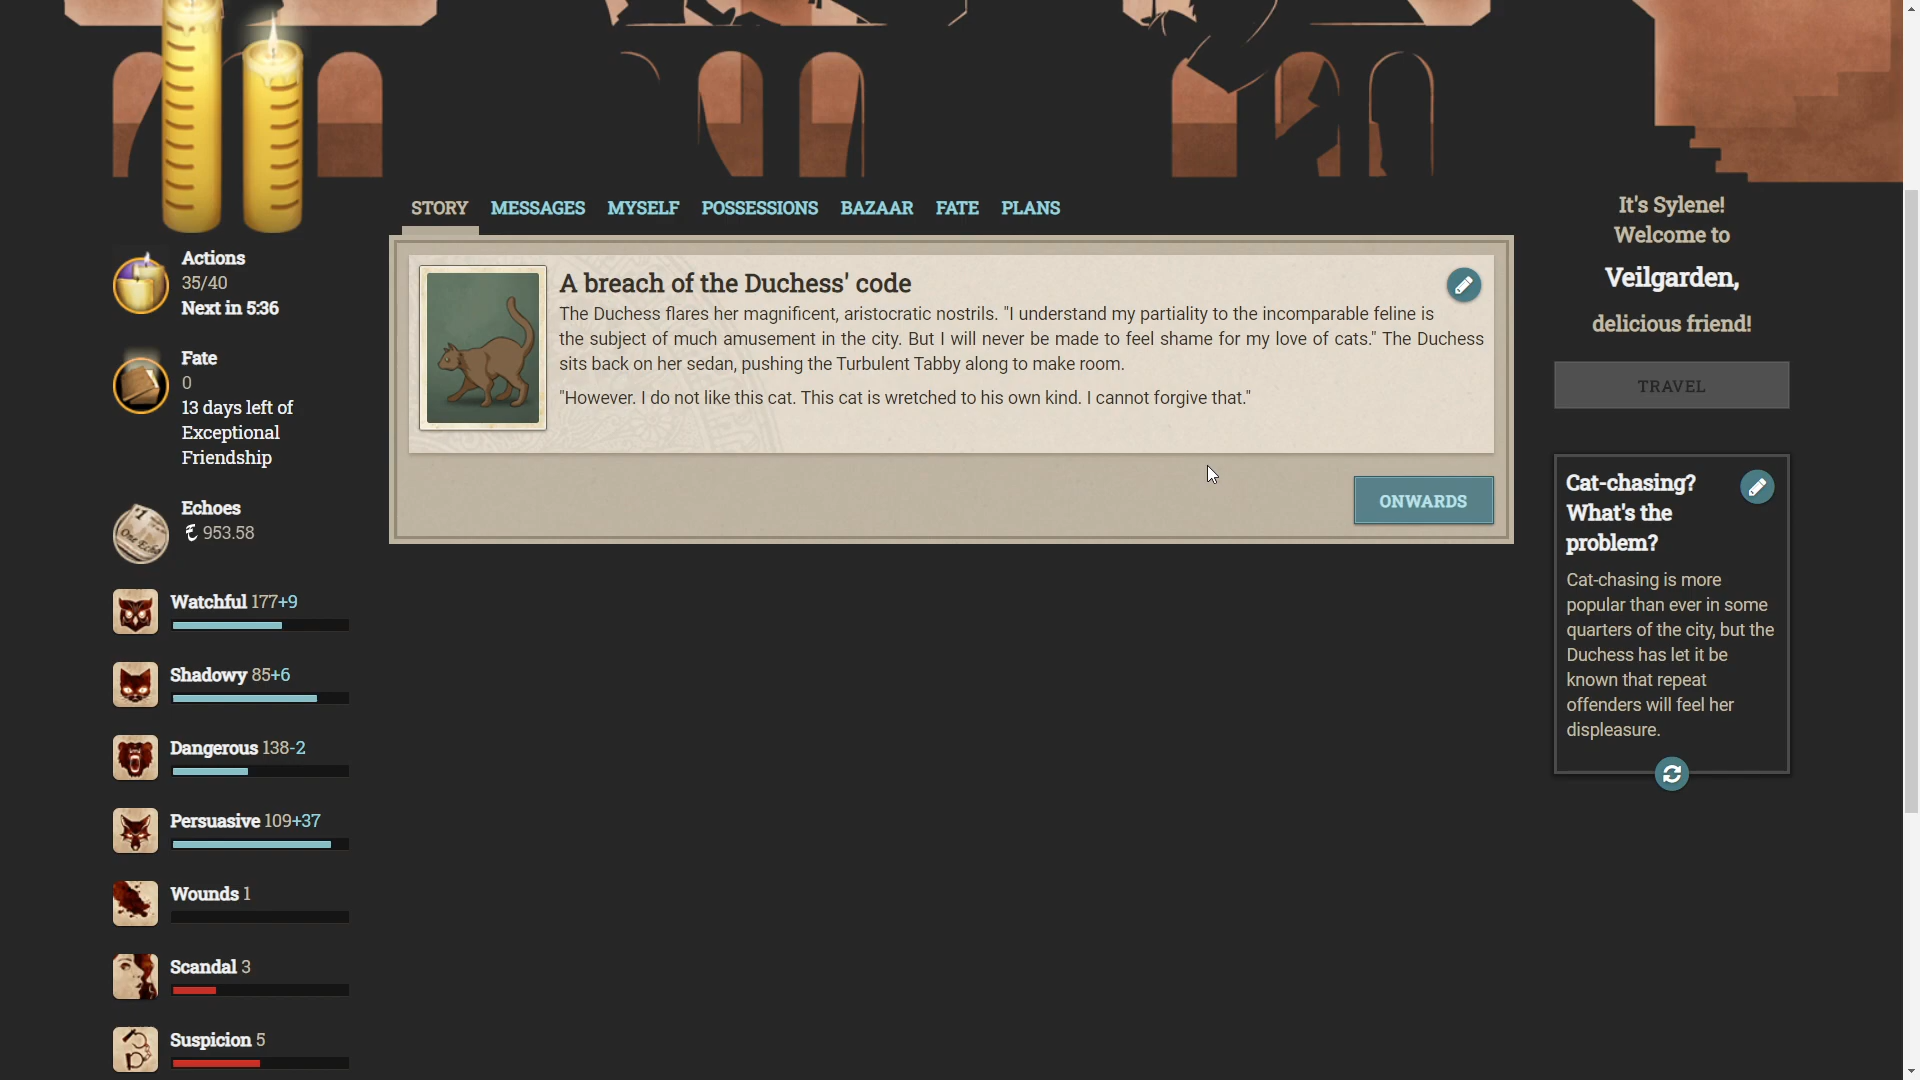 STORY MESSAGES MYSELF POSSESSIONS BAZAAR FATE PLANS
Actions
35/40
Next in 5:36
Fate
0
13 days left of
Exceptional
Friendship
Echoes
953.58
Watchful 177+9
Shadowy 85+6
Dangerous 138-2
Persuasive 109+37
Wounds 1
Scandal 3
Suspicion 5
A breach of the Duchess' code
The Duchess flares her magnificent, aristocratic nostrils. "I understand my partiality to the incomparable feline is
the subject of much amusement in the city. But I will never be made to feel shame for my love of cats." The Duchess
sits back on her sedan, pushing the Turbulent Tabby along to make room.
"However. I do not like this cat. This cat is wretched to his own kind. I cannot forgive that."
ONWARDS
It's Sylene!
Welcome to
Veilgarden,
delicious friend!
TRAVEL
Cat-chasing?
What's the
problem?
Cat-chasing is more
popular than ever in some
quarters of the city, but the
Duchess has let it be
known that repeat
offenders will feel her
displeasure.